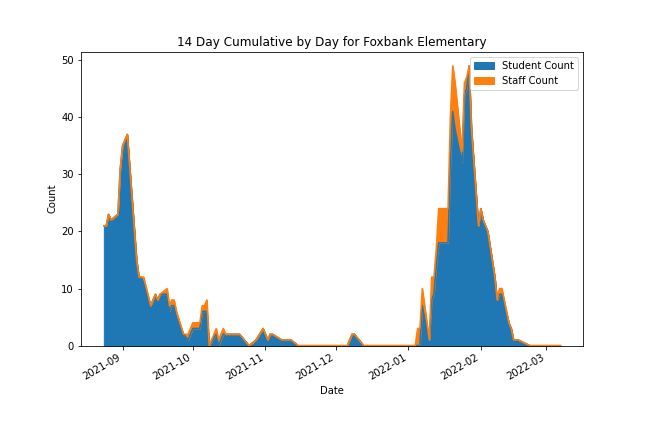 14 Day Cumulative by Day for Foxbank Elementary
Student Count
Staff Count
50
40
30
20
10
0
Count
2021-09
2021-10
2021-11
2021-12
2022-01
2022-02
2022-03
Date